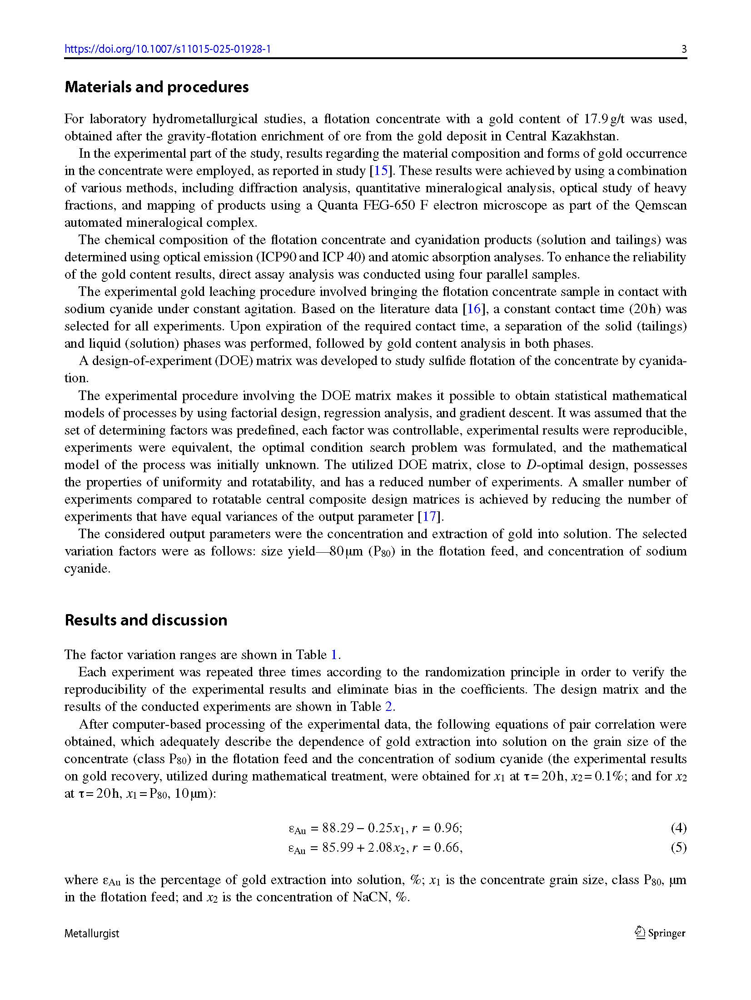 https://doi.org/10.1007/s11015-025-01928-1 3
Materials and procedures
For laboratory hydrometallurgical studies, a flotation concentrate with a gold content of 17.9 g/t was used,
obtained after the gravity-flotation enrichment of ore from the gold deposit in Central Kazakhstan.
In the experimental part of the study, results regarding the material composition and forms of gold occurrence
in the concentrate were employed, as reported in study [15]. These results were achieved by using a combination
of various methods, including diffraction analysis, quantitative mineralogical analysis, optical study of heavy
fractions, and mapping of products using a Quanta FEG-650 F electron microscope as part of the Qemscan
automated mineralogical complex.
The chemical composition of the flotation concentrate and cyanidation products (solution and tailings) was
determined using optical emission (ICP90 and ICP 40) and atomic absorption analyses. To enhance the reliability
of the gold content results, direct assay analysis was conducted using four parallel samples.
The experimental gold leaching procedure involved bringing the flotation concentrate sample in contact with
sodium cyanide under constant agitation. Based on the literature data [16], a constant contact time (20 h) was
selected for all experiments. Upon expiration of the required contact time, a separation of the solid (tailings)
and liquid (solution) phases was performed, followed by gold content analysis in both phases.
A design-of-experiment (DOE) matrix was developed to study sulfide flotation of the concentrate by cyanida-
tion.
The experimental procedure involving the DOE matrix makes it possible to obtain statistical mathematical
models of processes by using factorial design, regression analysis, and gradient descent. It was assumed that the
set of determining factors was predefined, each factor was controllable, experimental results were reproducible,
experiments were equivalent, the optimal condition search problem was formulated, and the mathematical
model of the process was initially unknown. The utilized DOE matrix, close to D-optimal design, possesses
the properties of uniformity and rotatability, and has a reduced number of experiments. A smaller number of
experiments compared to rotatable central composite design matrices is achieved by reducing the number of
experiments that have equal variances of the output parameter [17].
The considered output parameters were the concentration and extraction of gold into solution. The selected
variation factors were as follows: size yield—80 µm (P80) in the flotation feed, and concentration of sodium
cyanide.
Results and discussion
The factor variation ranges are shown in Table 1.
Each experiment was repeated three times according to the randomization principle in order to verify the
reproducibility of the experimental results and eliminate bias in the coefficients. The design matrix and the
results of the conducted experiments are shown in Table 2.
After computer-based processing of the experimental data, the following equations of pair correlation were
obtained, which adequately describe the dependence of gold extraction into solution on the grain size of the
concentrate (class P80) in the flotation feed and the concentration of sodium cyanide (the experimental results
on gold recovery, utilized during mathematical treatment, were obtained for x1 at τ = 20 h, x2 = 0.1%; and for x2
at τ = 20 h, x1 = P80, 10 µm):
εAu = 88.29 – 0.25x1, r = 0.96; (4)
εAu = 85.99 + 2.08x2, r = 0.66, (5)
where εAu is the percentage of gold extraction into solution, %; x1 is the concentrate grain size, class P80, µm
in the flotation feed; and x2 is the concentration of NaCN, %.
Metallurgist Springer